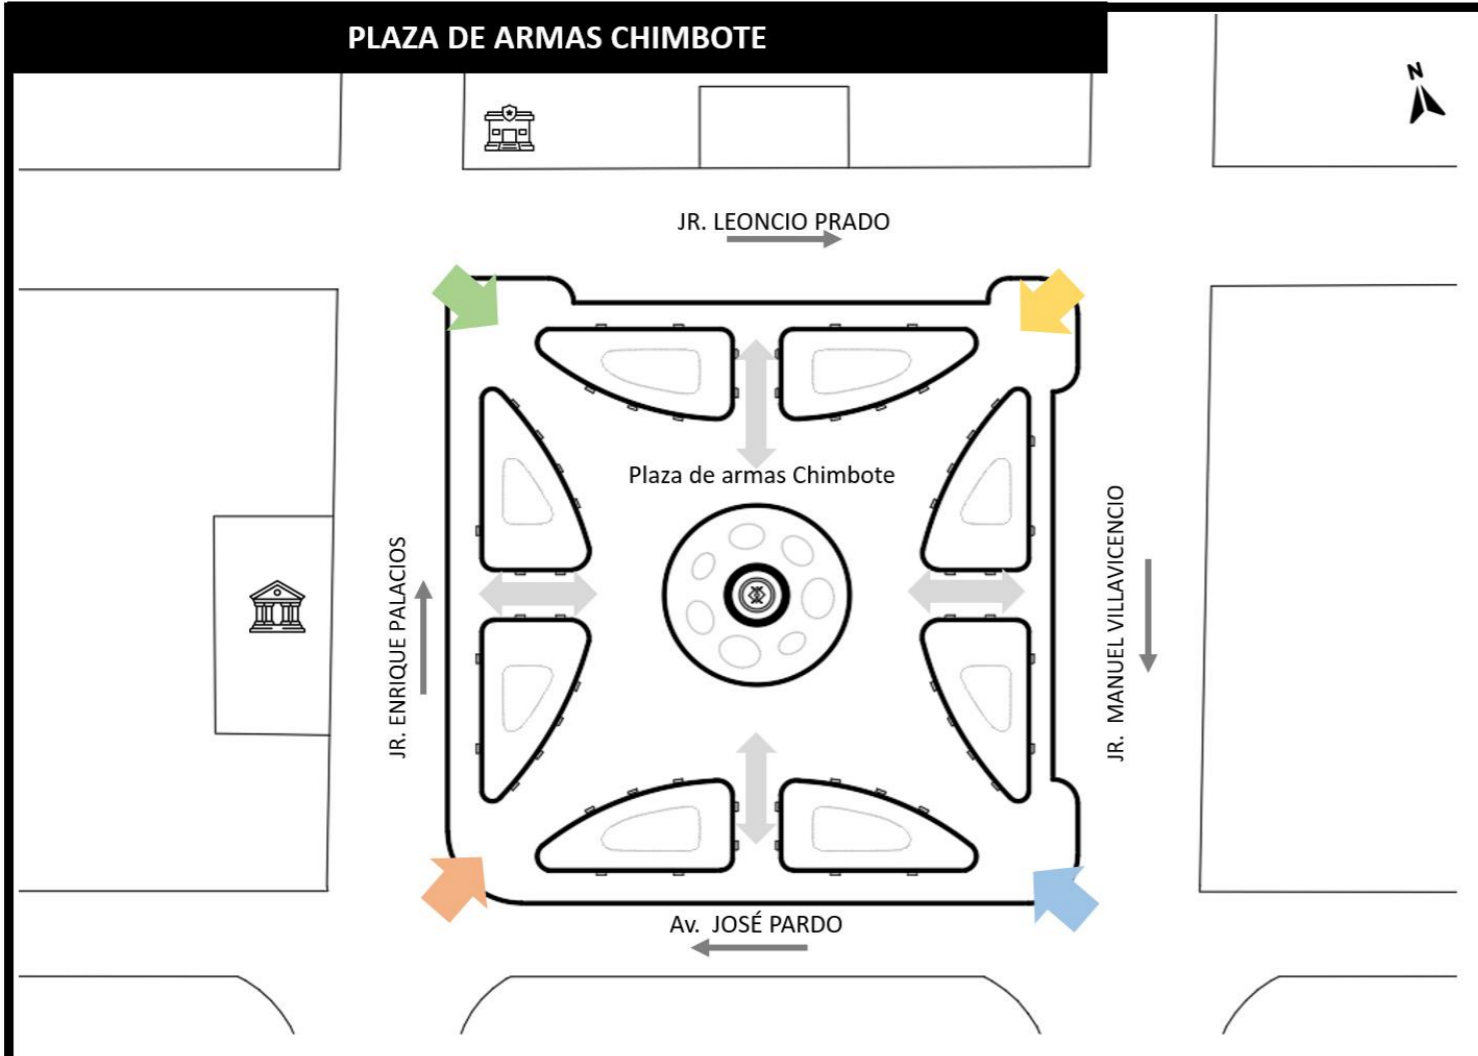 PLAZA DE ARMAS CHIMBOTE
N
JR. LEONCIO PRADO
Plaza de armas Chimbote
JR. ENRIQUE PALACIOS
JR. MANUEL VILLAVICENCIO
Av. JOSÉ PARDO